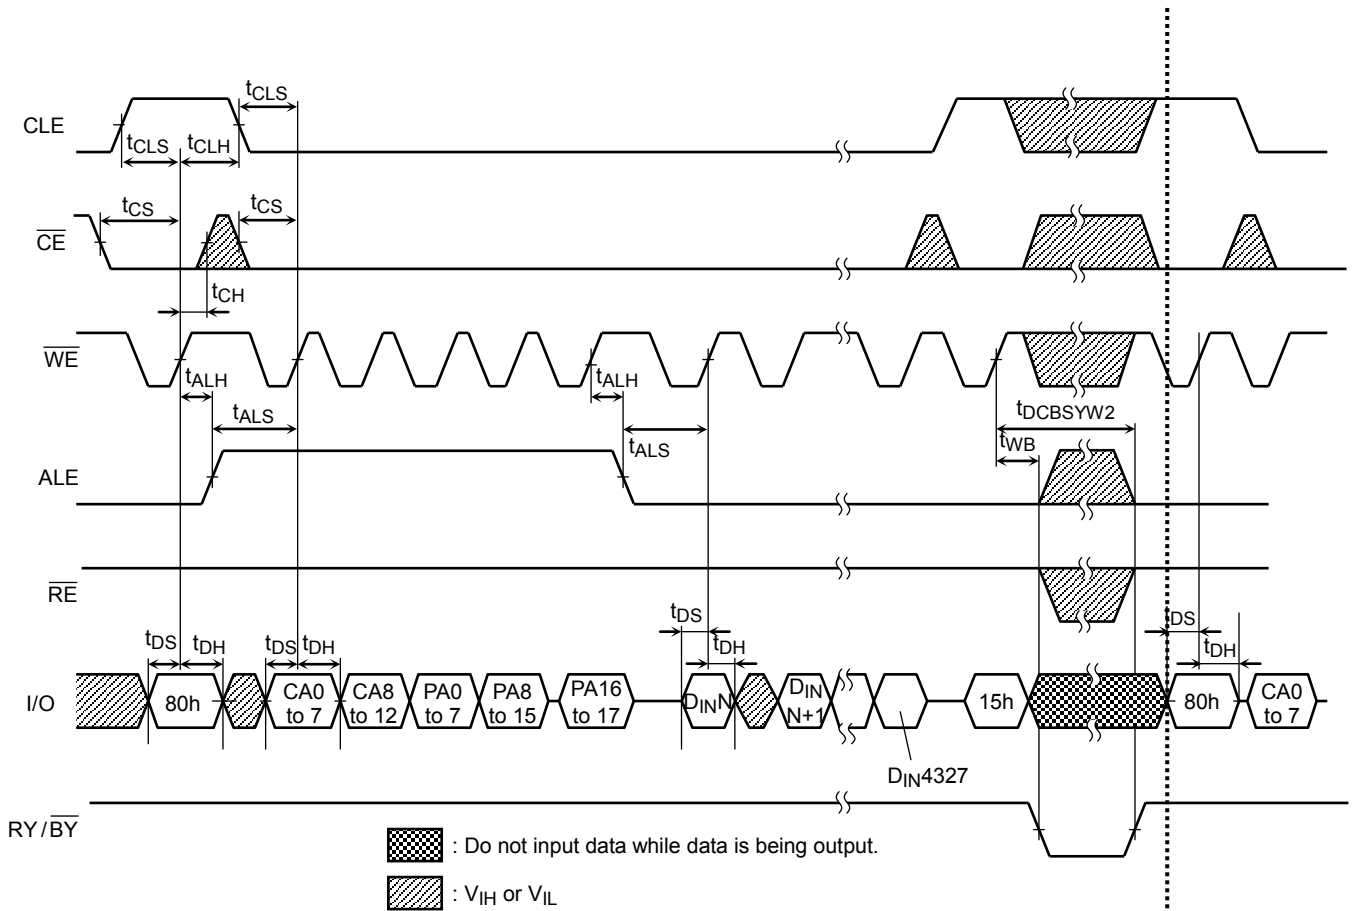 tCLS
CLE
tCLS tCLH
tCS tCS
CE
tCH
WE
tALH tALH
tDCBSYW2
tALS tALS
tWB
ALE
RE
tDS DS
tDH tDH
tDS tDH tDS tDH
I/O
80h
CA0 to 7
CA8 to 12
PA0 to 7
PA8 to 15
PA16 to 17
DINN
DIN N+1
15h
80h
CA0 to 7
DIN4327
RY/BY
: Do not input data while data is being output.
: VIH or VIL